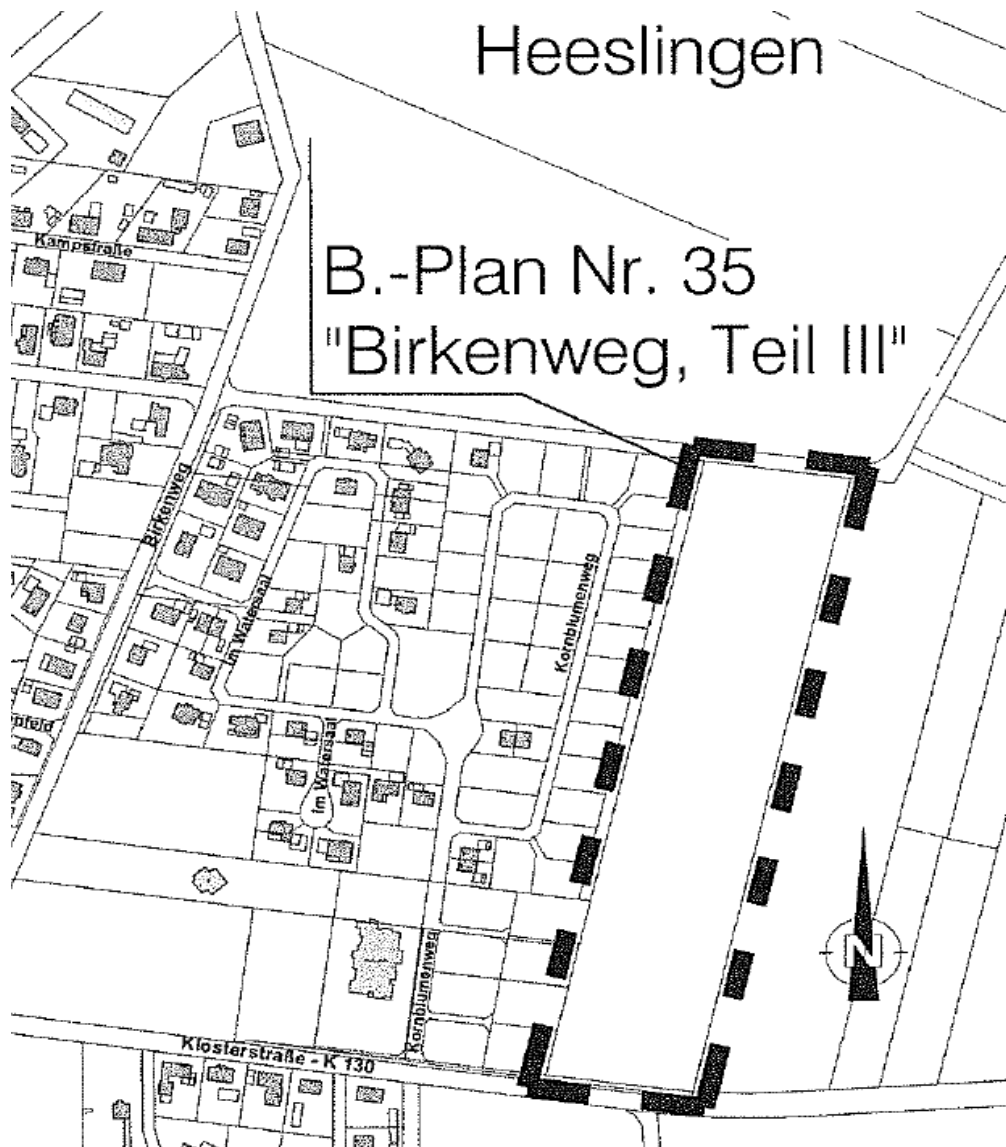 Heeslingen
B.-Plan Nr. 35
"Birkenweg, Teil III"
Kampstraße
Birkenweg
Im Watersaal
Kornblumenweg
Im Watersaal
Kornblumenweg
N
Klosterstraße - K 130